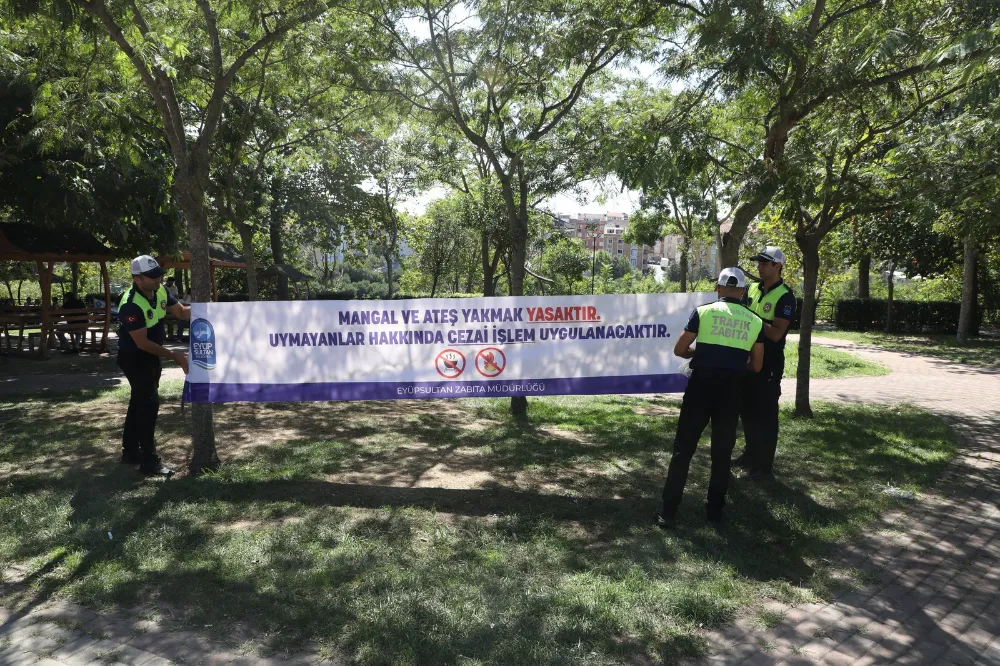 MANGAL VE ATEŞ YAKMAK YASAKTIR.
UYMAYANLAR HAKKINDA CEZAİ İŞLEM UYGULANACAKTIR.
EYÜP
SULTAN
EYÜPSULTAN ZABITA MÜDÜRLÜĞÜ
TRAFİK
ZABITA